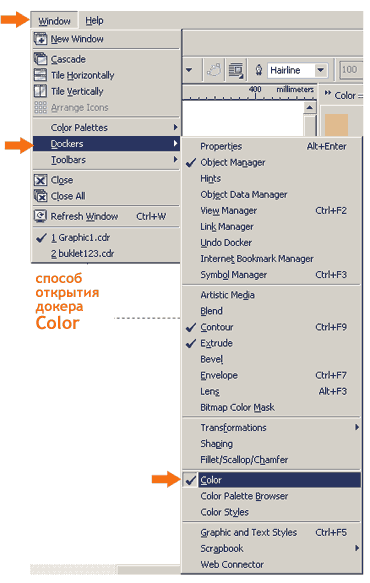 Window Help
New Window
Cascade
Tile Horizontally
Tile Vertically
Arrange Icons
Color Palettes
Dockers
Toolbars
Close
Close All
Refresh Window Ctrl+W
1 Graphic1.cdr
2 buklet123.cdr
Hairline 100
400 millimeters
Color
Properties Alt+Enter
Object Manager
Hints
Object Data Manager
View Manager Ctrl+F2
Link Manager
Undo Docker
Internet Bookmark Manager
Symbol Manager Ctrl+F3
Artistic Media
Blend
Contour Ctrl+F9
Extrude
Bevel
Envelope Ctrl+F7
Lens Alt+F3
Bitmap Color Mask
Transformations
Shaping
Fillet/Scallop/Chamfer
Color
Color Palette Browser
Color Styles
Graphic and Text Styles Ctrl+F5
Scrapbook
Web Connector
способ
открытия
докера
Color